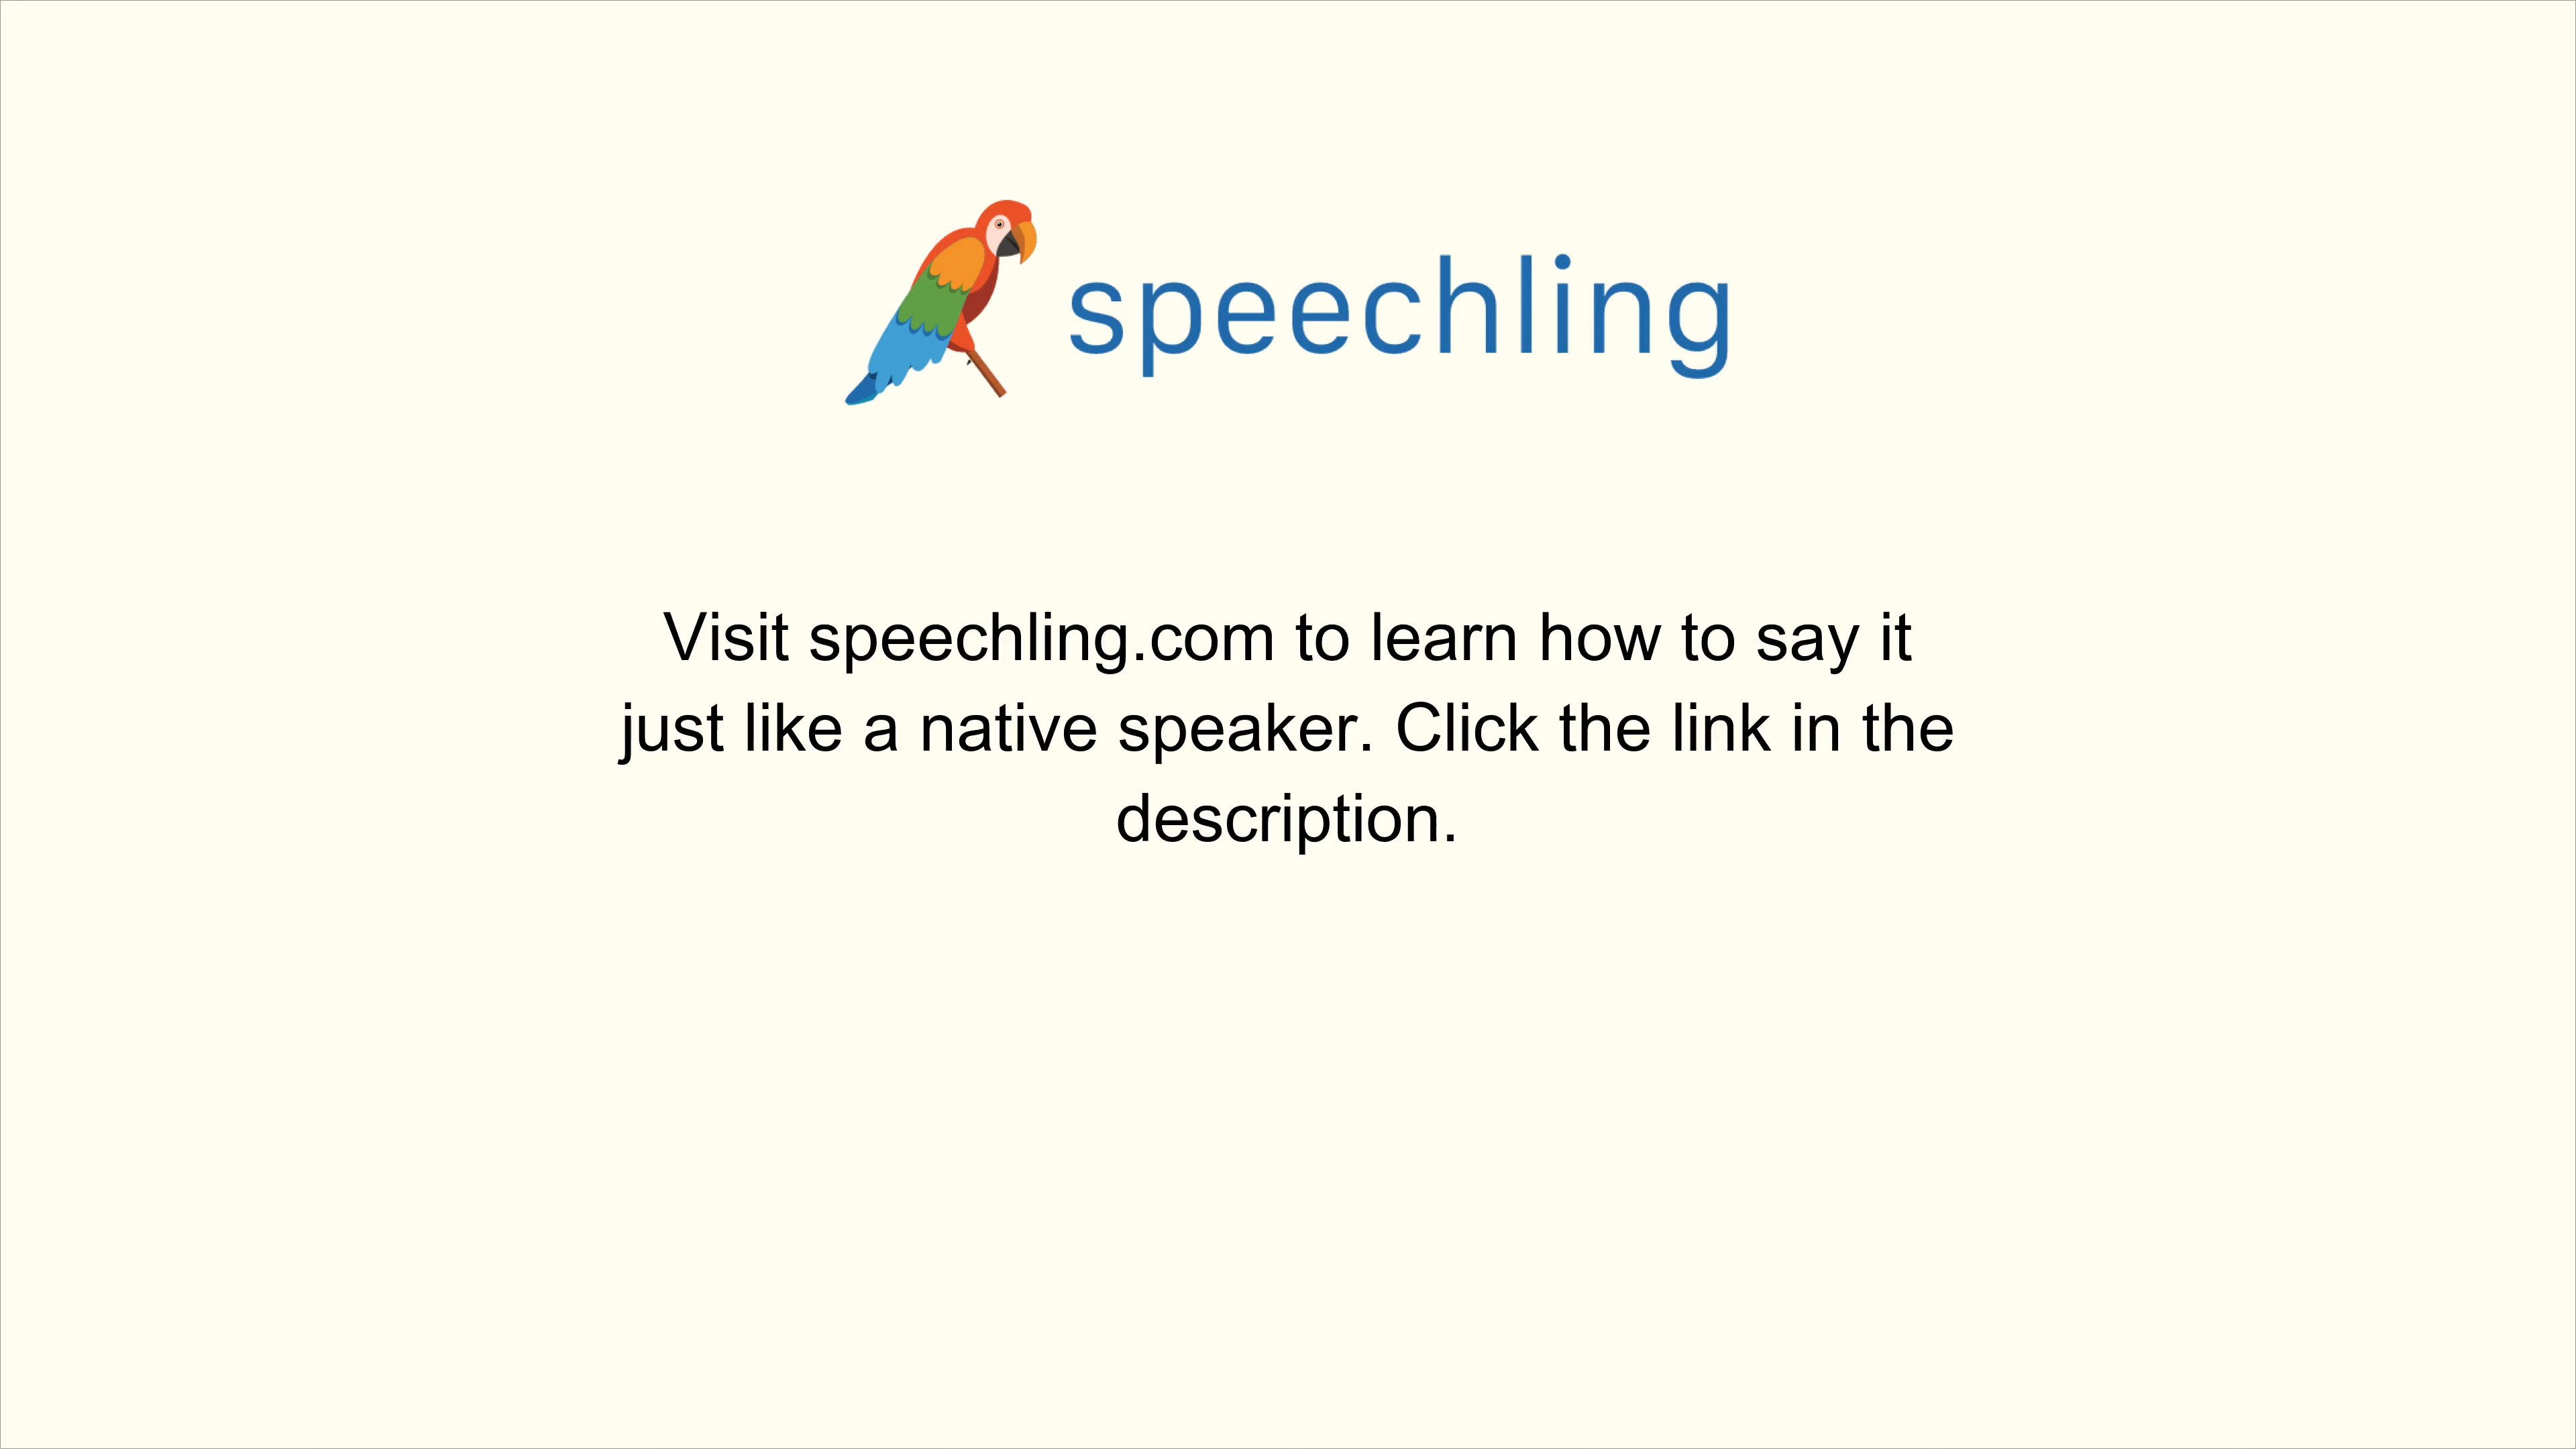 speechling
Visit speechling.com to learn how to say it
just like a native speaker. Click the link in the
description.